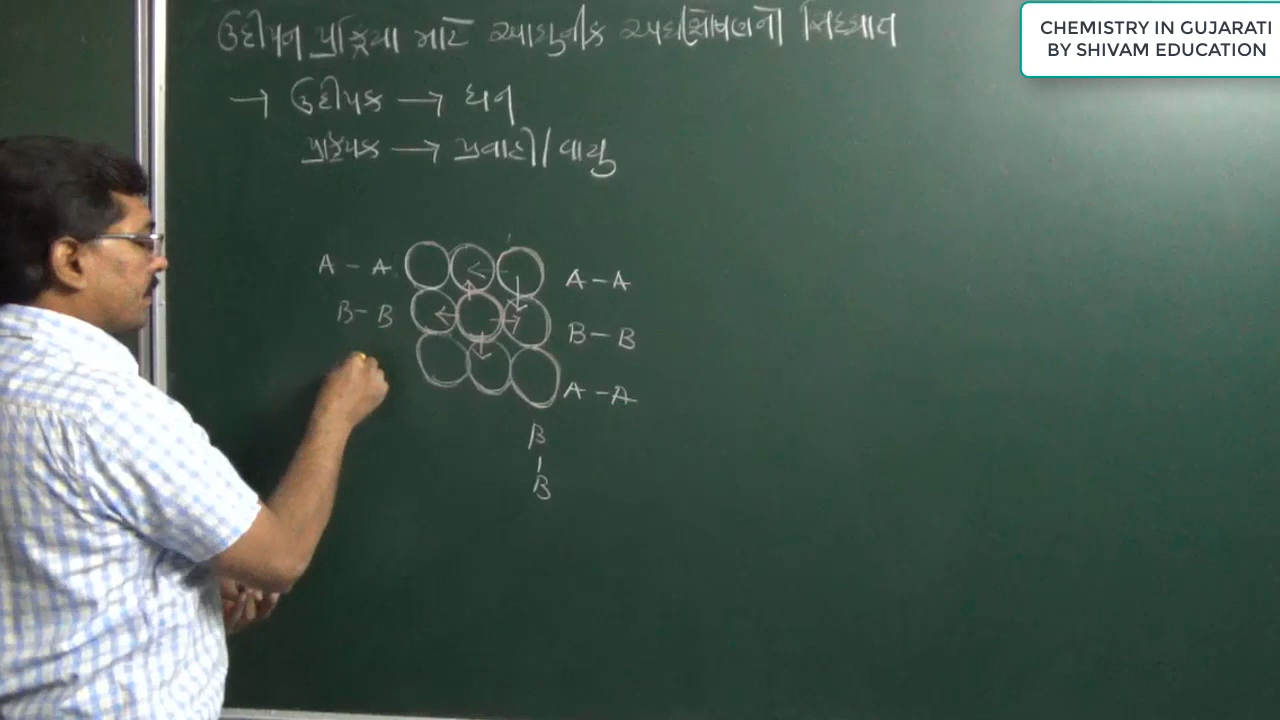 CHEMISTRY IN GUJARATI
BY SHIVAM EDUCATION
ઉદ્દીપન પ્રક્રિયા માટે આધુનીક અધિશોષણનો સિધ્ધાંત
→ ઉદ્દીપક → ઘન
પ્રક્રિયક → પ્રવાહી/વાયુ
A - A
A - A
B - B
B - B
A - A
B
|
B